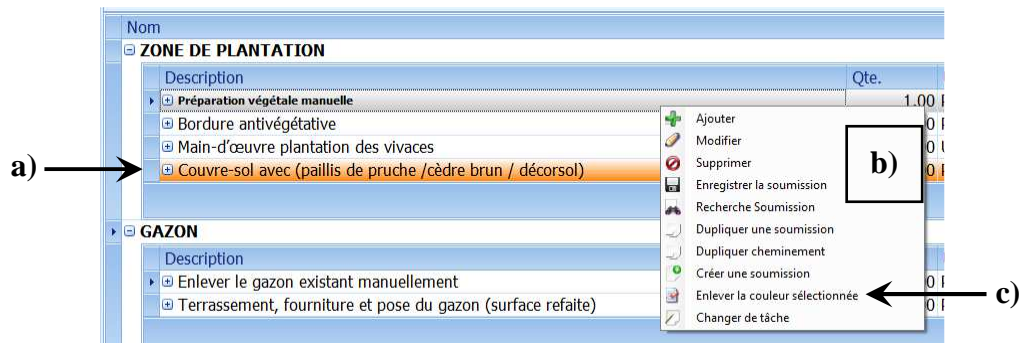 Nom
ZONE DE PLANTATION
Description Qte.
Préparation végétale manuelle 1.00
Bordure antivégétative
Main-d'œuvre plantation des vivaces
a) Couvre-sol avec (paillis de pruche /cèdre brun / décorsol)
Ajouter
Modifier
Supprimer
Enregistrer la soumission
Recherche Soumission
Dupliquer une soumission
Dupliquer cheminement
Créer une soumission
Enlever la couleur sélectionnée
Changer de tâche
b)
c)
GAZON
Description
Enlever le gazon existant manuellement
Terrassement, fourniture et pose du gazon (surface refaite)